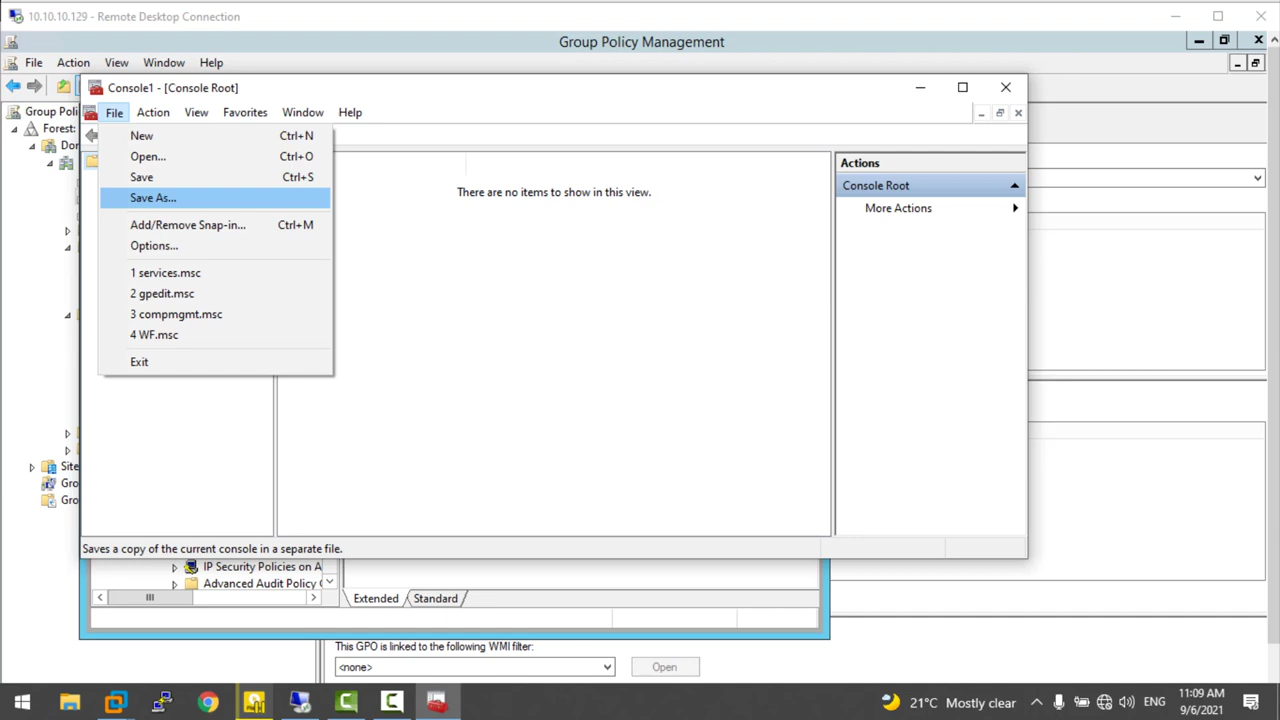 10.10.10.129 - Remote Desktop Connection
Group Policy Management
File Action View Window Help
Console1 - [Console Root]
Group Poli
Forest:
Dor
Site
Gro
Gro
File Action View Favorites Window Help
New Ctrl+N
Open... Ctrl+O
Save Ctrl+S
Save As...
Add/Remove Snap-in... Ctrl+M
Options...
1 services.msc
2 gpedit.msc
3 compmgmt.msc
4 WF.msc
Exit
There are no items to show in this view.
Actions
Console Root
More Actions
Saves a copy of the current console in a separate file.
IP Security Policies on A
Advanced Audit Policy C
Extended Standard
This GPO is linked to the following WMI filter:
<none> Open
21°C Mostly clear ENG 11:09 AM
9/6/2021